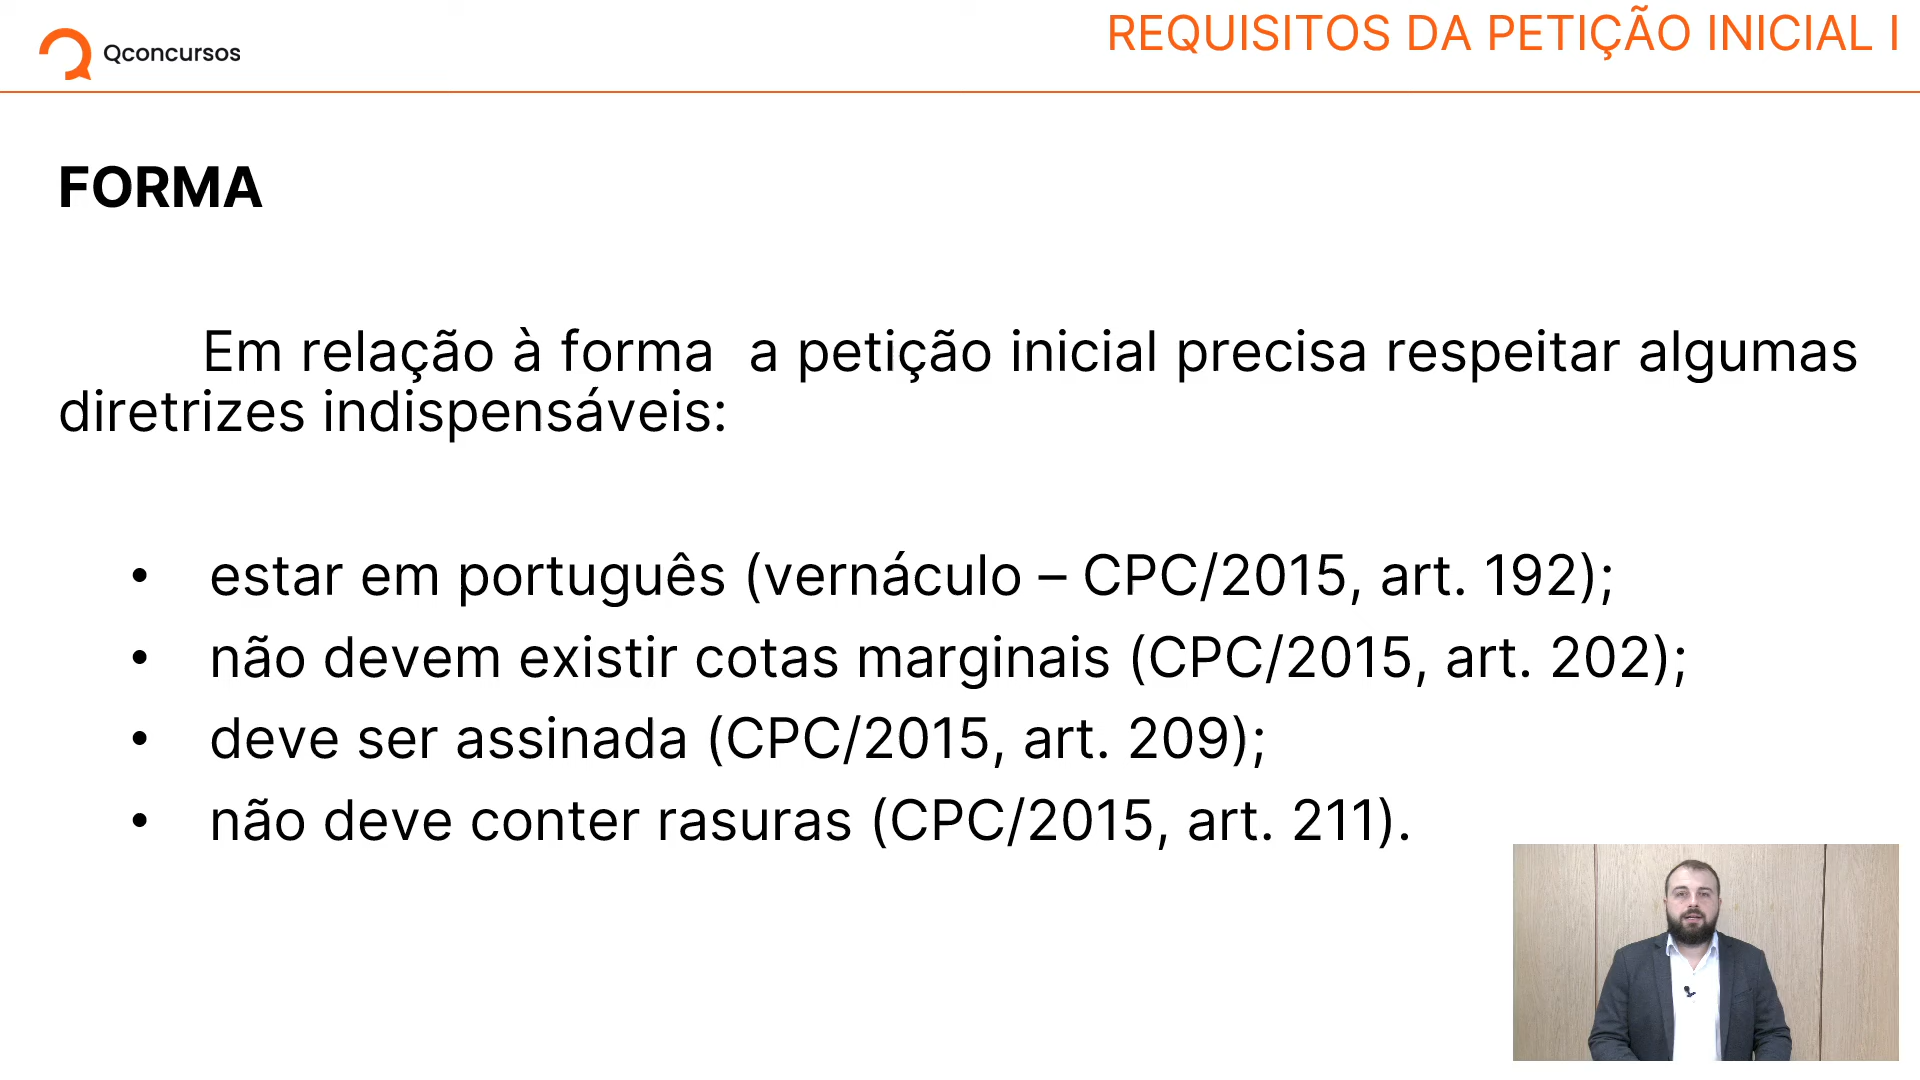 Qconcursos
REQUISITOS DA PETIÇÃO INICIAL I
FORMA
Em relação à forma  a petição inicial precisa respeitar algumas
diretrizes indispensáveis:
• estar em português (vernáculo – CPC/2015, art. 192);
• não devem existir cotas marginais (CPC/2015, art. 202);
• deve ser assinada (CPC/2015, art. 209);
• não deve conter rasuras (CPC/2015, art. 211).